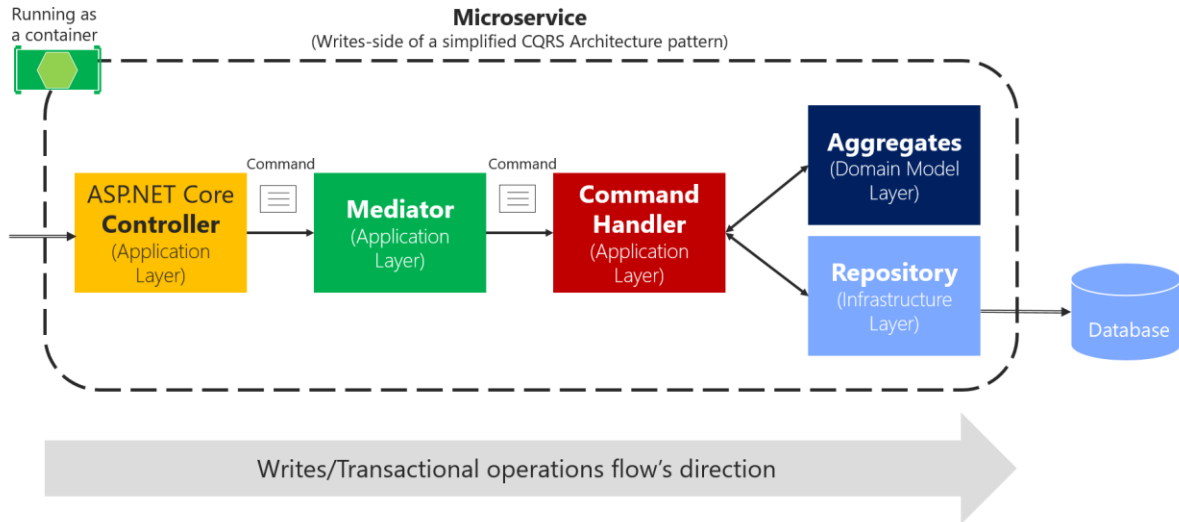 Running as
a container
Microservice
(Writes-side of a simplified CQRS Architecture pattern)
Command
Command
ASP.NET Core
Controller
(Application
Layer)
Mediator
(Application
Layer)
Command
Handler
(Application
Layer)
Aggregates
(Domain Model
Layer)
Repository
(Infrastructure
Layer)
Database
Writes/Transactional operations flow's direction